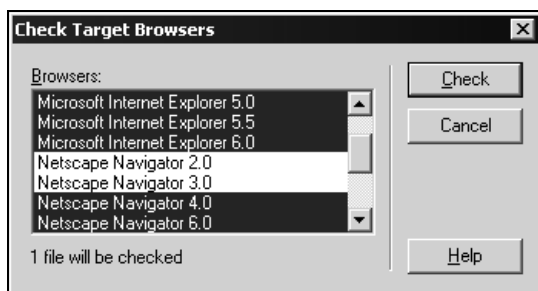 Check Target Browsers
Browsers:
Microsoft Internet Explorer 5.0
Microsoft Internet Explorer 5.5
Microsoft Internet Explorer 6.0
Netscape Navigator 2.0
Netscape Navigator 3.0
Netscape Navigator 4.0
Netscape Navigator 6.0
1 file will be checked
Check
Cancel
Help